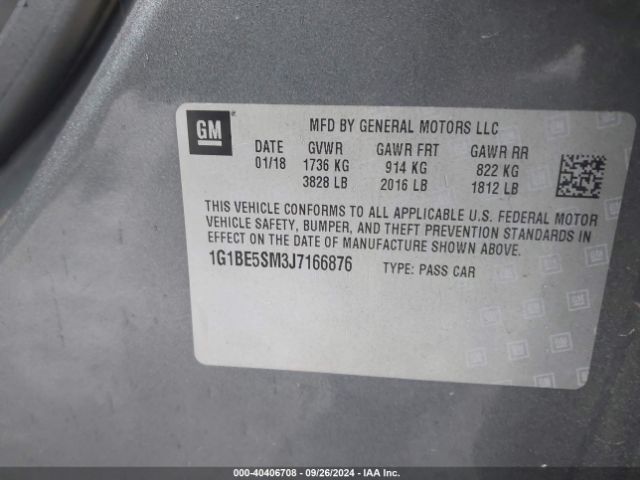 GM
MFD BY GENERAL MOTORS LLC
DATE GVWR GAWR FRT GAWR RR
01/18 1736 KG 914 KG 822 KG
3828 LB 2016 LB 1812 LB
THIS VEHICLE CONFORMS TO ALL APPLICABLE U.S. FEDERAL MOTOR
VEHICLE SAFETY, BUMPER, AND THEFT PREVENTION STANDARDS IN
EFFECT ON THE DATE OF MANUFACTURE SHOWN ABOVE.
1G1BE5SM3J7166876 TYPE: PASS CAR
©-40406708 - 09/26/2024 - IAA Inc.